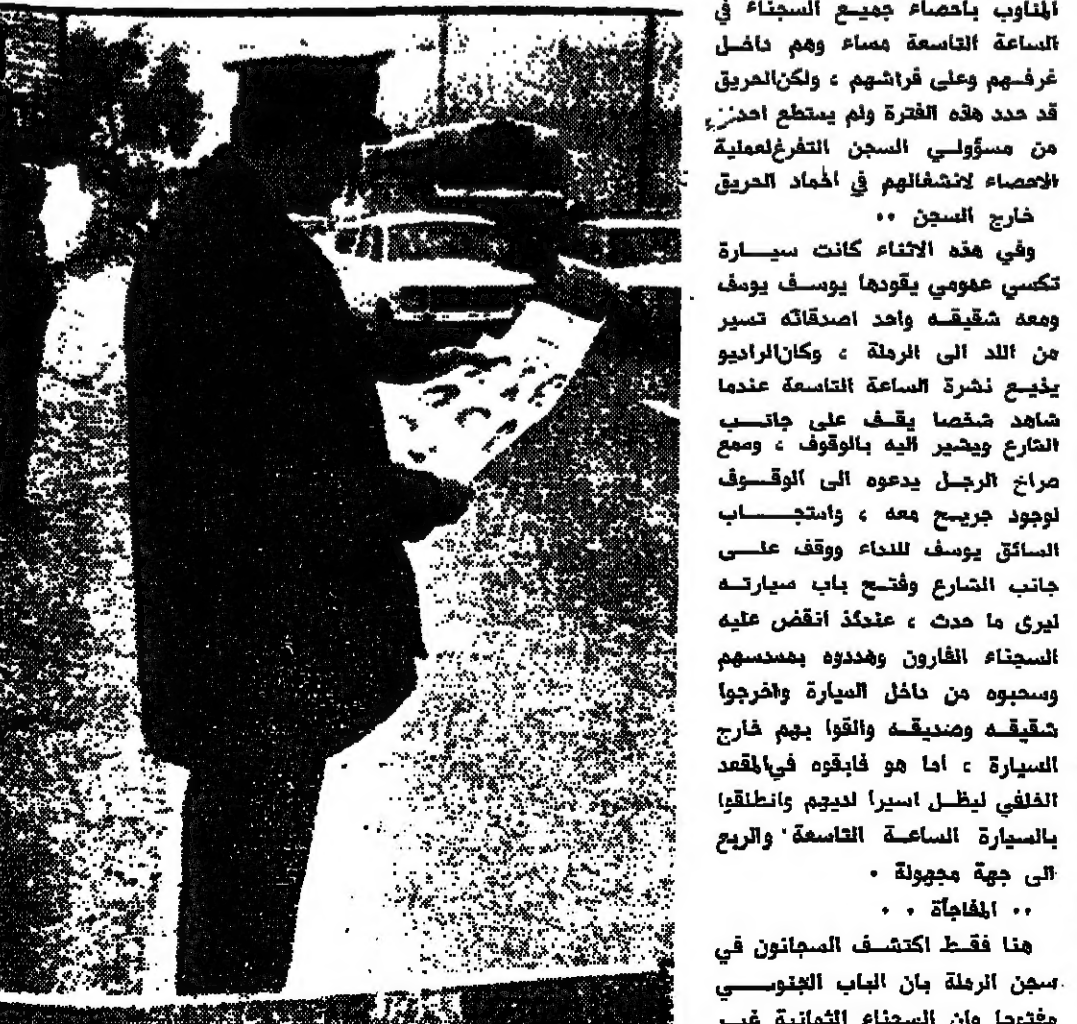 المناوب بأحصاء جميع السجناء في
الساعة التاسعة مساء وهم داخل
غرفهم وعلى فراشهم ، ولكن الحريق
قد حدد هذه الفترة ولم يستطع احد
من مسؤولي السجن التفرغ لعملية
الاحصاء لانشغالهم في اخماد الحريق
خارج السجن ..
وفي هذه الاثناء كانت سيارة
تكسي عمومي يقودها يوسف يوسف
ومعه شقيقه واحد اصدقائه تسير
من اللد الى الرملة ، وكان الراديو
يذيع نشرة الساعة التاسعة عندما
شاهد شخصا يقف على جانب
الشارع ويشير اليه بالوقوف ، وسمع
صراخ الرجل يدعوه الى الوقوف
لوجود جريح معه ، واستجاب
السائق يوسف للنداء ووقف على
جانب الشارع وفتح باب سيارته
ليرى ما حدث ، عندئذ انقض عليه
السجناء الفارون وهددوه بمسدسهم
وسحبوه من داخل السيارة واخرجوا
شقيقه وصديقه والقوا بهم خارج
السيارة ، اما هو فابقوه في المقعد
الخلفي ليظل اسيرا لديهم وانطلقوا
بالسيارة الساعة التاسعة والربع
الى جهة مجهولة .
.. المفاجأة ..
هنا فقط اكتشف السجانون في
سجن الرملة بان الباب الجنوبي
مفتوحا وان السجناء الثمانية غير